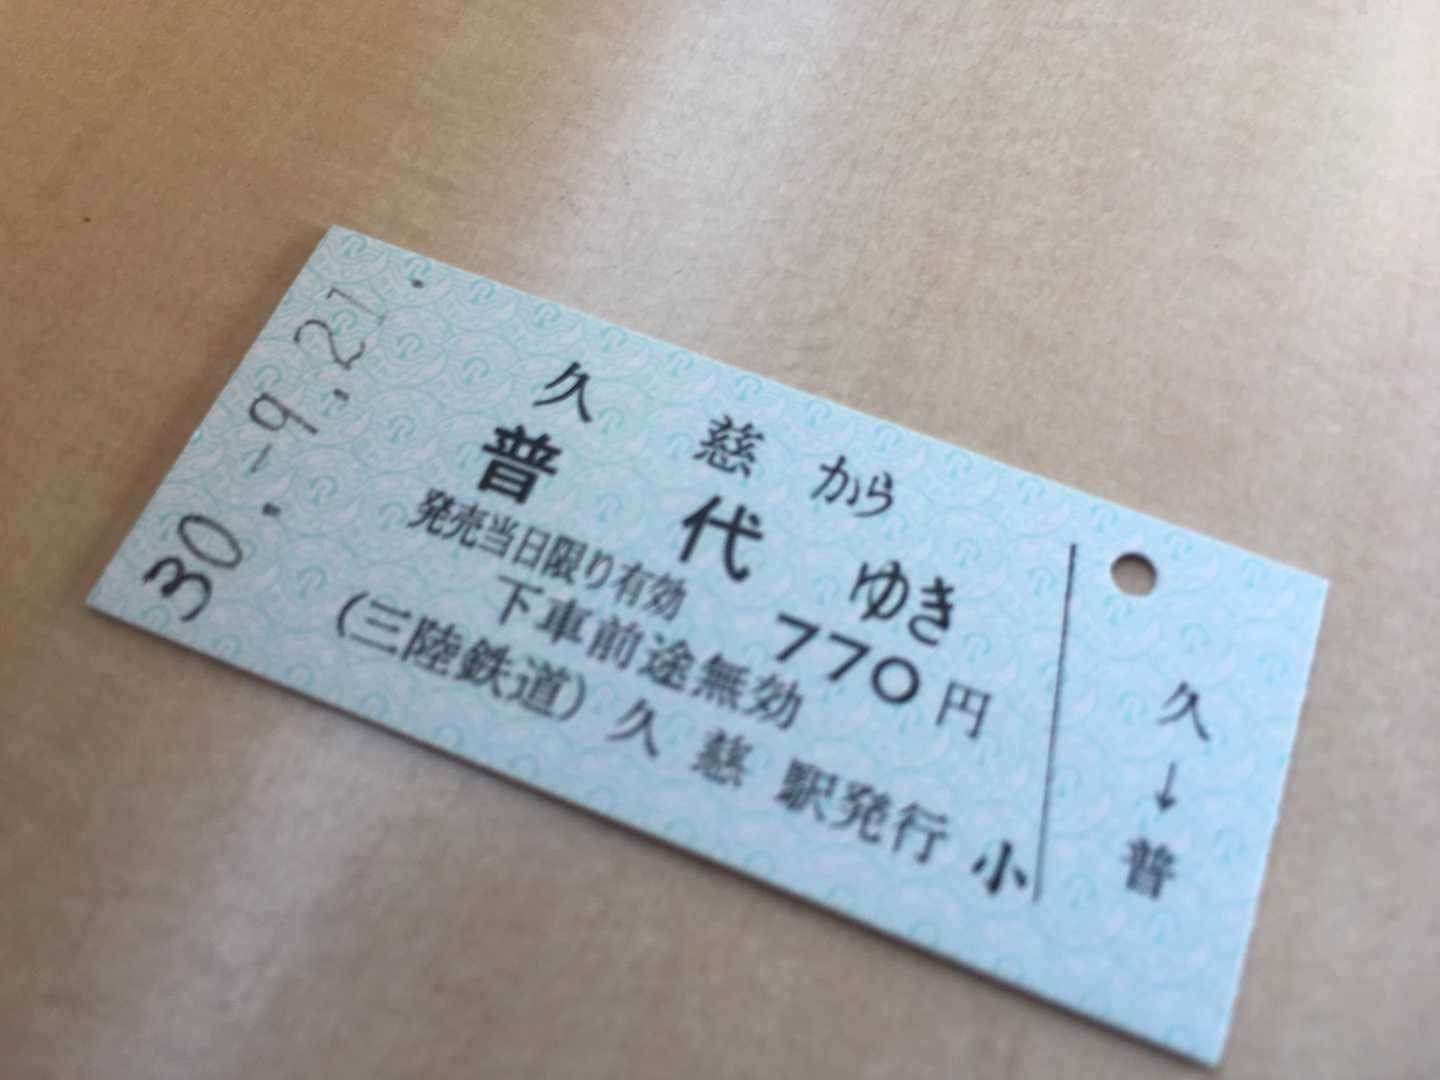 30.-9.21.
久慈から
普代ゆき
発売当日限り有効 770円
下車前途無効
(三陸鉄道)久慈駅発行 小
久→普